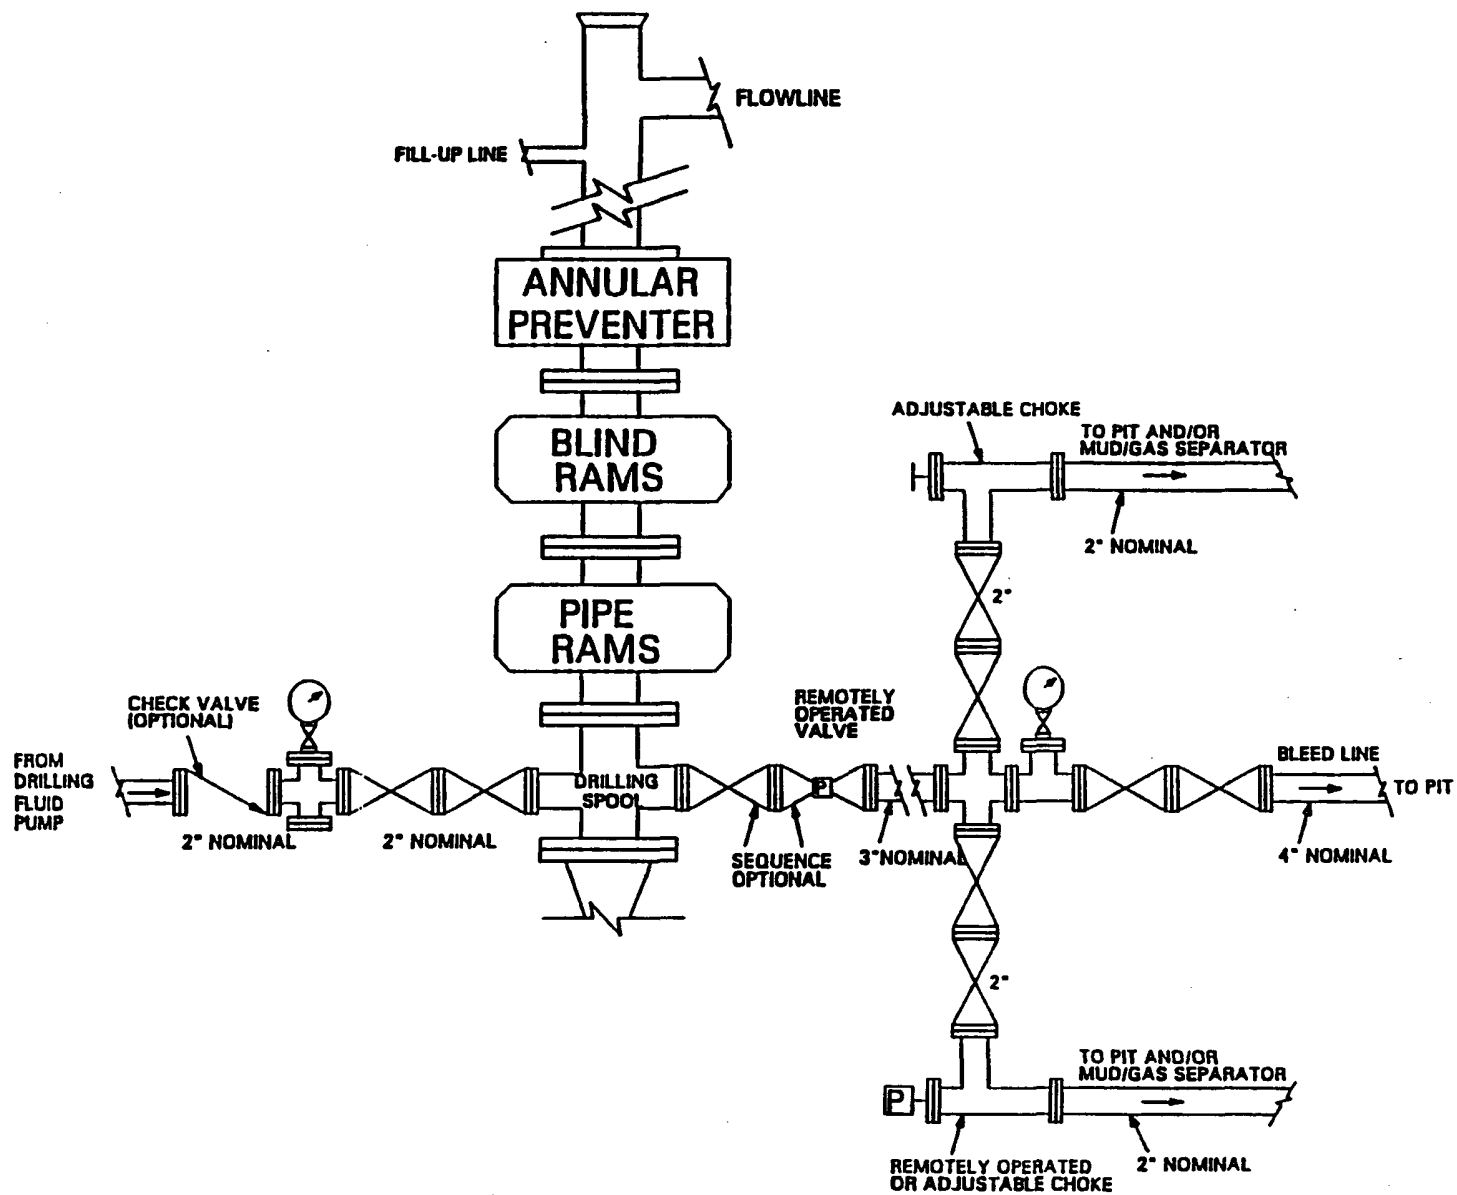 FLOWLINE
FILL-UP LINE
ANNULAR
PREVENTER
BLIND
RAMS
PIPE
RAMS
ADJUSTABLE CHOKE
TO PIT AND/OR
MUD/GAS SEPARATOR
2" NOMINAL
2"
CHECK VALVE
(OPTIONAL)
FROM
DRILLING
FLUID
PUMP
2" NOMINAL
2" NOMINAL
DRILLING
SPOOL
P
SEQUENCE
OPTIONAL
REMOTELY
OPERATED
VALVE
3"NOMINAL
BLEED LINE
TO PIT
4" NOMINAL
2"
TO PIT AND/OR
MUD/GAS SEPARATOR
P
2" NOMINAL
REMOTELY OPERATED
OR ADJUSTABLE CHOKE